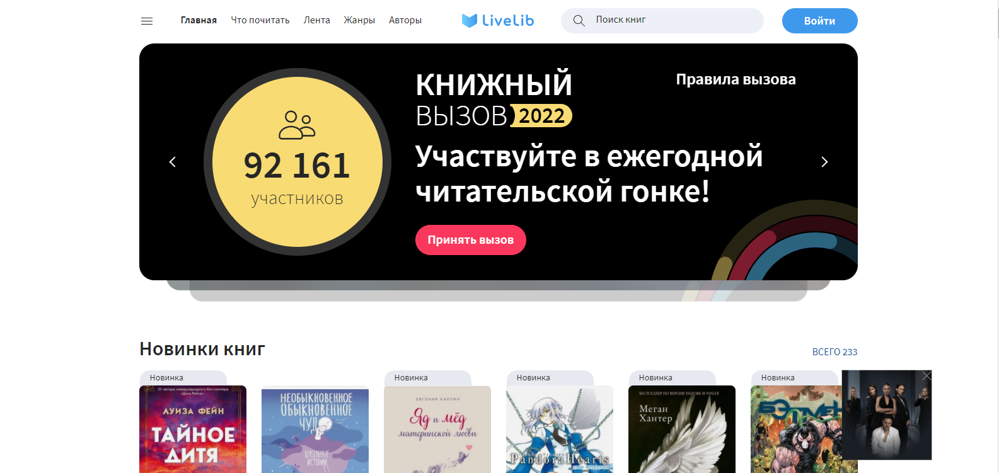 Главная Что почитать Лента Жанры Авторы LiveLib Поиск книг Войти
КНИЖНЫЙ
ВЫЗОВ 2022
Правила вызова
Участвуйте в ежегодной
читательской гонке!
92 161
участников
Принять вызов
Новинки книг
ВСЕГО 233
Новинка
От автора международного бестселлера
«Дочь Рейха»
ЛУИЗА ФЕЙН
ТАЙНОЕ
ДИТЯ
НЕОБЫКНОВЕННОЕ
ОБЫКНОВЕННОЕ
ЧУДО
ШКОЛЬНЫЕ
ИСТОРИИ
Новинка
ЕВГЕНИЯ КАРЛИН
Яд и мёд
материнской любви
Новинка
PandoraHearts
Новинка
БЕСТСЕЛЛЕР ПО ВЕРСИИ ESQUIRE И VOGUE
Меган
Хантер
Новинка
БЭТМЕН